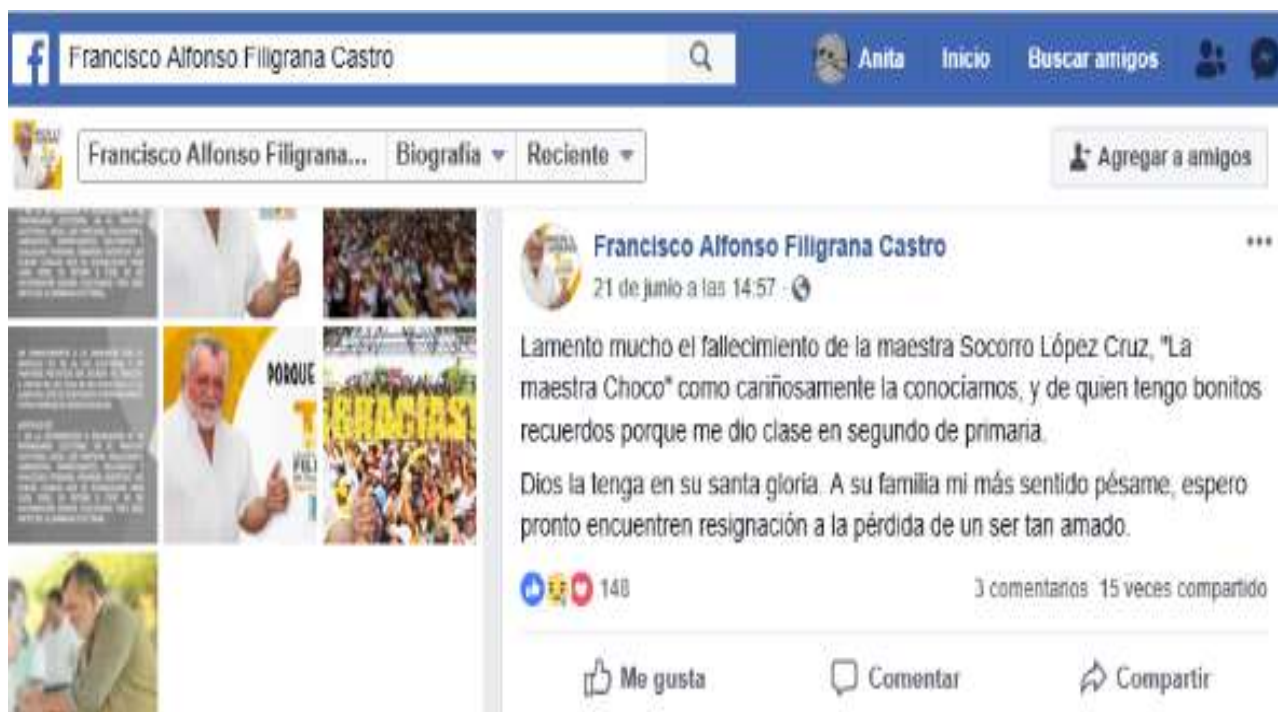 f Francisco Alfonso Filigrana Castro
Anita Inicio Buscar amigos
Francisco Alfonso Filigrana... Biografía Reciente
Agregar a amigos
Francisco Alfonso Filigrana Castro
21 de junio a las 14:57
Lamento mucho el fallecimiento de la maestra Socorro López Cruz, "La
maestra Choco" como cariñosamente la conocíamos, y de quien tengo bonitos
recuerdos porque me dio clase en segundo de primaria.
Dios la tenga en su santa gloria. A su familia mi más sentido pésame, espero
pronto encuentren resignación a la pérdida de un ser tan amado.
148
3 comentarios 15 veces compartido
Me gusta Comentar Compartir
PORQUE
¡GRACIAS!